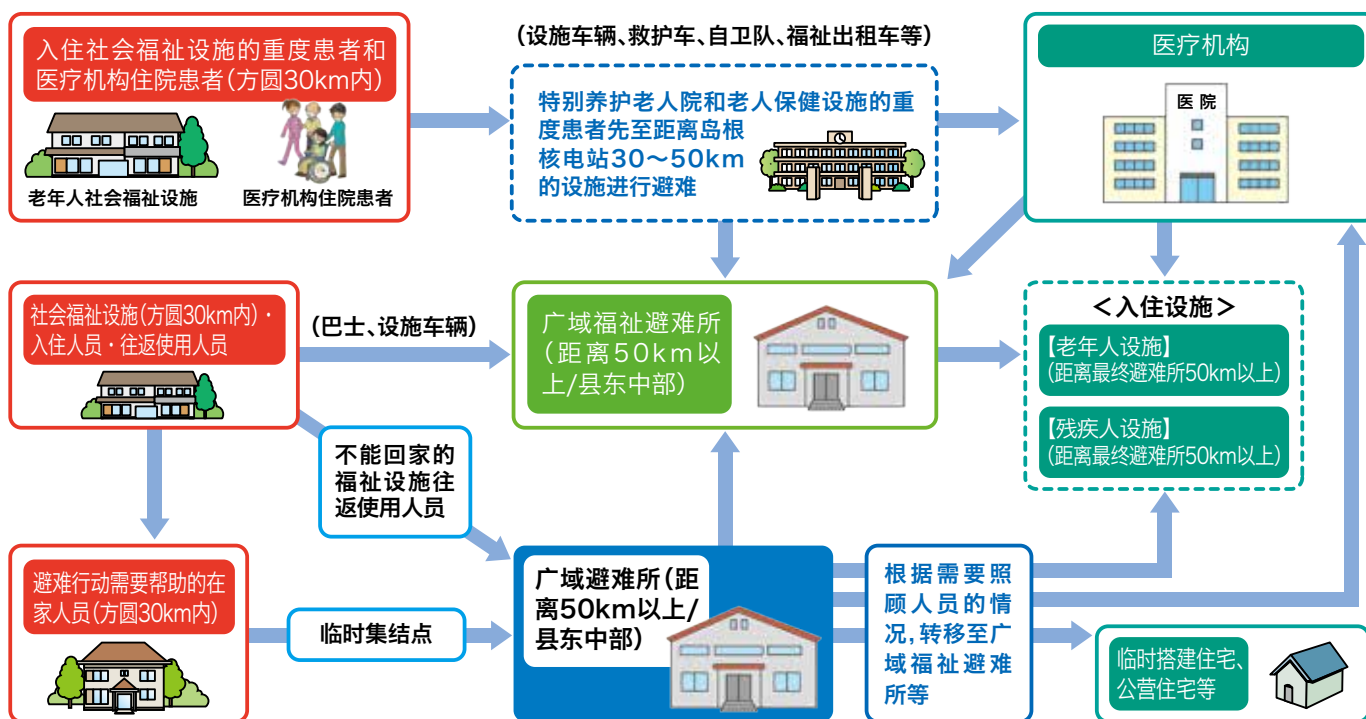 入住社会福祉设施的重度患者和
医疗机构住院患者(方圆30km内)
老年人社会福祉设施
医疗机构住院患者
(设施车辆、救护车、自卫队、福祉出租车等)
特别养护老人院和老人保健设施的重
度患者先至距离岛根
核电站30～50km
的设施进行避难
医疗机构
医院
社会福祉设施(方圆30km内)・
入住人员・往返使用人员
(巴士、设施车辆)
广域福祉避难所
(距离50km以
上/县东中部)
＜入住设施＞
【老年人设施】
(距离最终避难所50km以上)
【残疾人设施】
(距离最终避难所50km以上)
不能回家的
福祉设施往
返使用人员
避难行动需要帮助的在
家人员(方圆30km内)
临时集结点
广域避难所(距
离50km以上/
县东中部)
根据需要照
顾人员的情
况,转移至广
域福祉避难
所等
临时搭建住宅、
公营住宅等